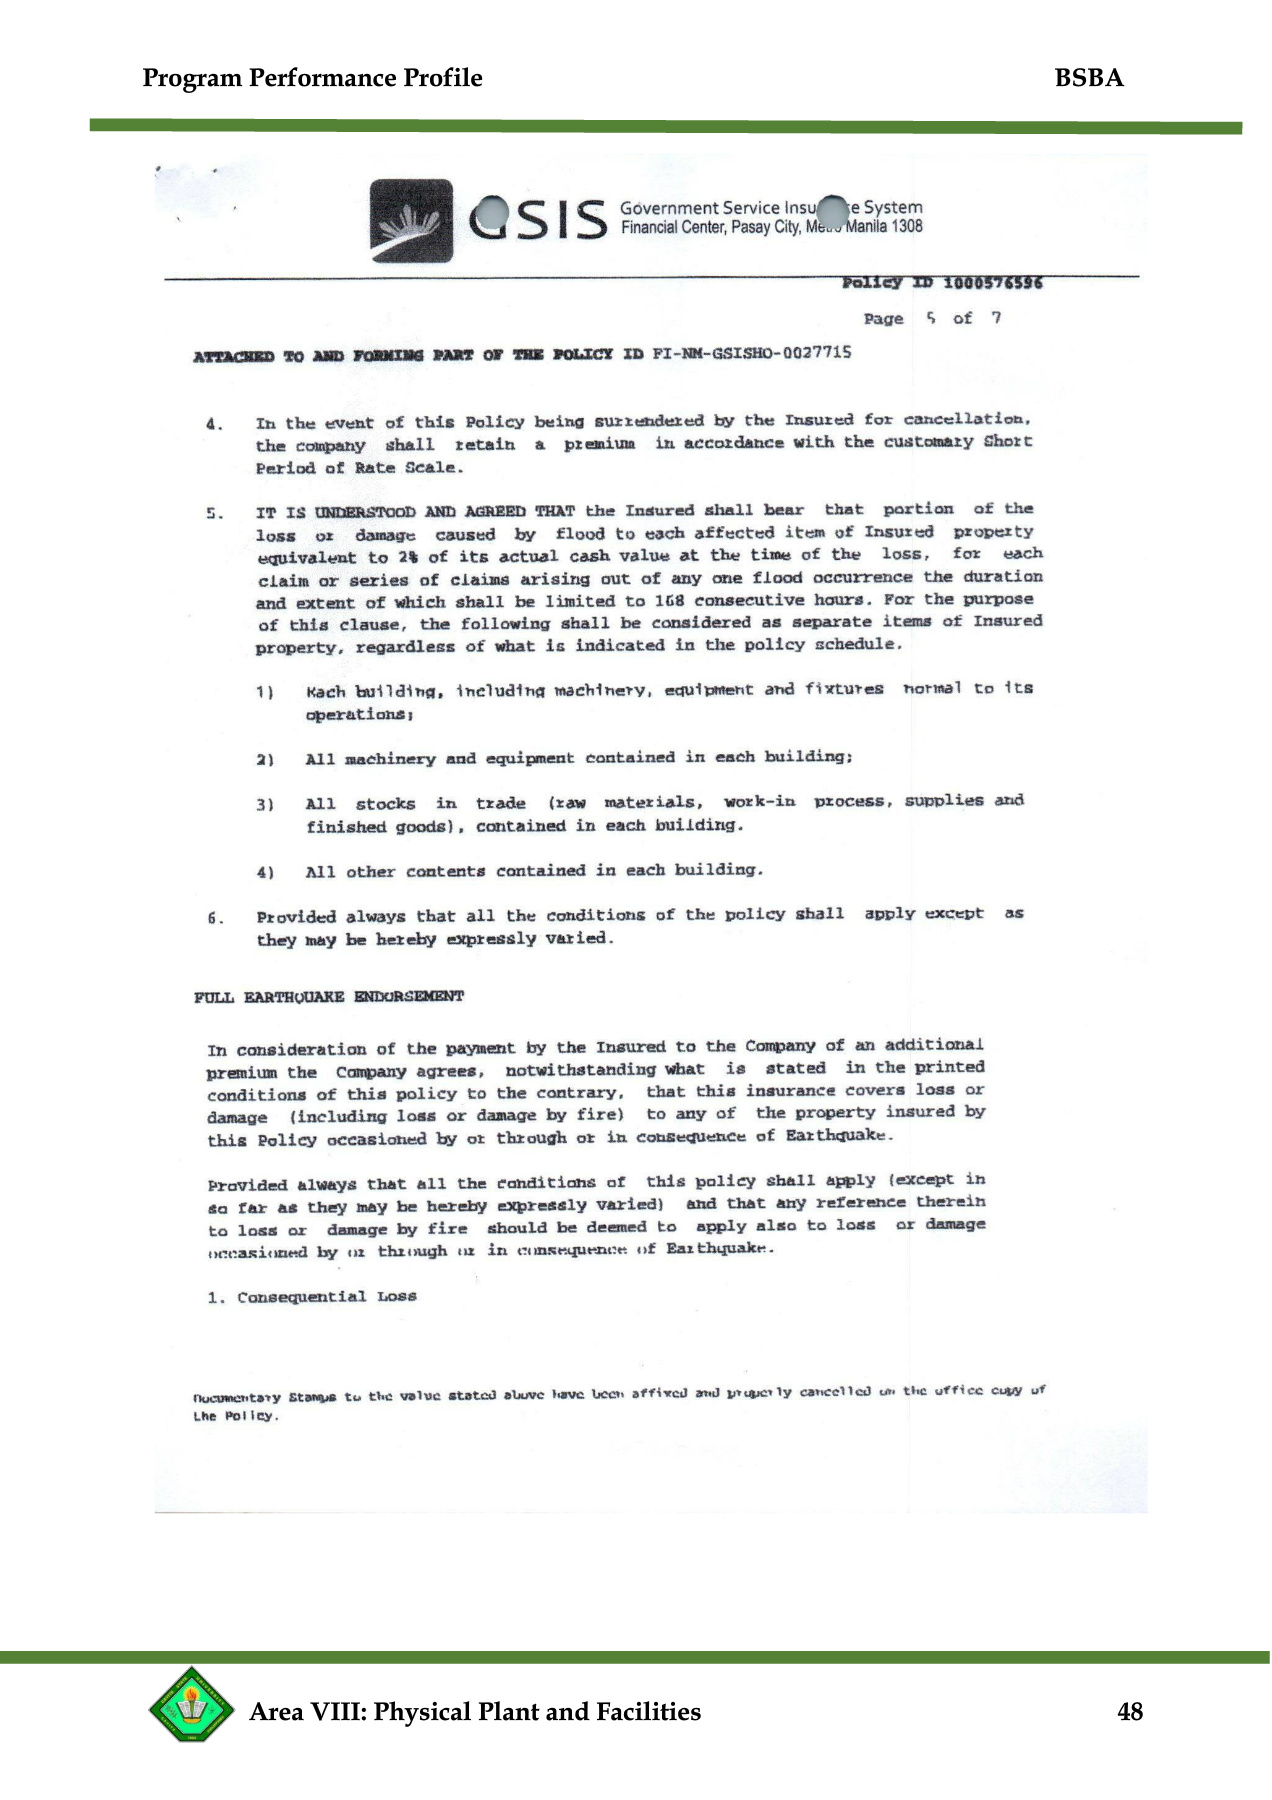 Program Performance Profile BSBA
GSIS Government Service Insu e System
Financial Center, Pasay City, Metro Manila 1308
Policy ID 1000576596
Page 5 of 7
ATTACHED TO AND FORMING PART OF THE POLICY ID FI-NM-GSISHO-0027715
4. In the event of this Policy being surrendered by the Insured for cancellation,
the company shall retain a premium in accordance with the customary Short
Period of Rate Scale.
5. IT IS UNDERSTOOD AND AGREED THAT the Insured shall bear that portion of the
loss or damage caused by flood to each affected item of Insured property
equivalent to 2% of its actual cash value at the time of the loss, for each
claim or series of claims arising out of any one flood occurrence the duration
and extent of which shall be limited to 168 consecutive hours. For the purpose
of this clause, the following shall be considered as separate items of Insured
property, regardless of what is indicated in the policy schedule.
1) Each building, including machinery, equipment and fixtures normal to its
operations;
2) All machinery and equipment contained in each building;
3) All stocks in trade (raw materials, work-in process, supplies and
finished goods), contained in each building.
4) All other contents contained in each building.
6. Provided always that all the conditions of the policy shall apply except as
they may be hereby expressly varied.
FULL EARTHQUAKE ENDORSEMENT
In consideration of the payment by the Insured to the Company of an additional
premium the Company agrees, notwithstanding what is stated in the printed
conditions of this policy to the contrary, that this insurance covers loss or
damage (including loss or damage by fire) to any of the property insured by
this Policy occasioned by or through or in consequence of Earthquake.
Provided always that all the conditions of this policy shall apply (except in
so far as they may be hereby expressly varied) and that any reference therein
to loss or damage by fire should be deemed to apply also to loss or damage
occasioned by or through or in consequence of Earthquake.
1. Consequential Loss
Documentary Stamps to the value stated above have been affixed and properly cancelled on the office copy of
the Policy.
Area VIII: Physical Plant and Facilities 48